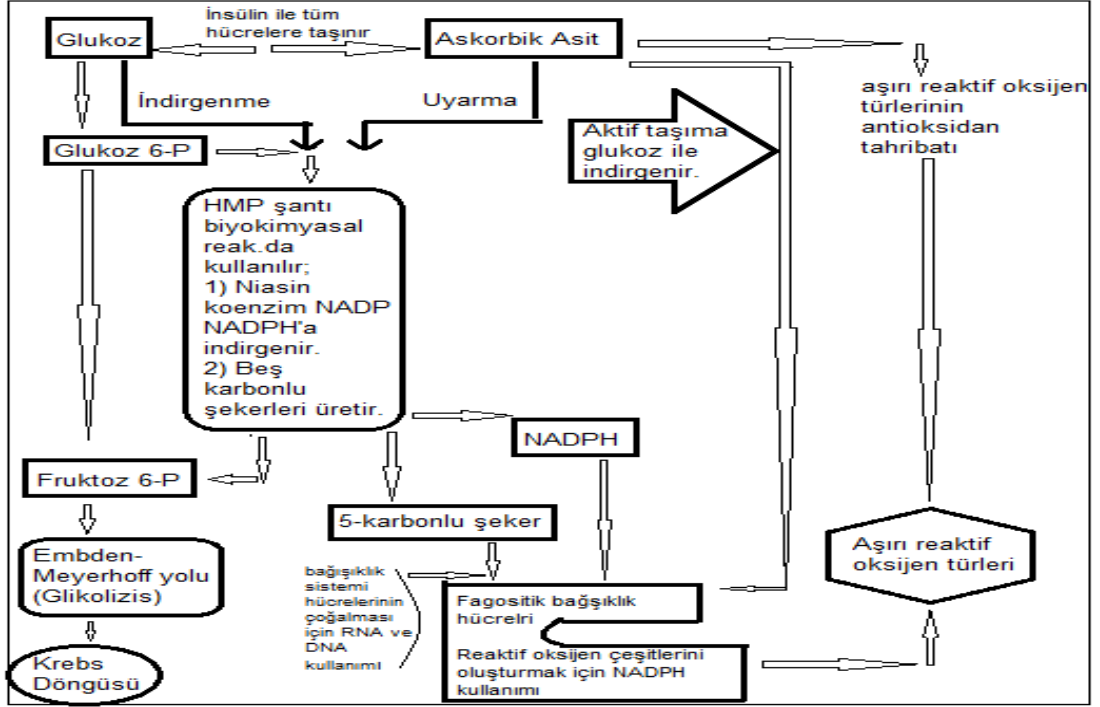 İnsülin ile tüm
hücrelere taşınır
Glukoz
Askorbik Asit
İndirgenme
Uyarma
aşırı reaktif oksijen
türlerinin
antioksidan
tahribatı
Aktif taşıma
glukoz ile
indirgenir.
Glukoz 6-P
HMP şantı
biyokimyasal
reak.da
kullanılır;
1) Niasin
koenzim NADP
NADPH'a
indirgenir.
2) Beş
karbonlu
şekerleri üretir.
NADPH
Fruktoz 6-P
5-karbonlu şeker
Embden-
Meyerhoff yolu
(Glikolizis)
Krebs
Döngüsü
bağışıklık
sistemi
hücrelerinin
çoğalması
için RNA ve
DNA
kullanımı
Fagositik bağşıklık
hücrelri
Reaktif oksijen çeşitlerini
oluşturmak için NADPH
kullanımı
Aşırı reaktif
oksijen türleri